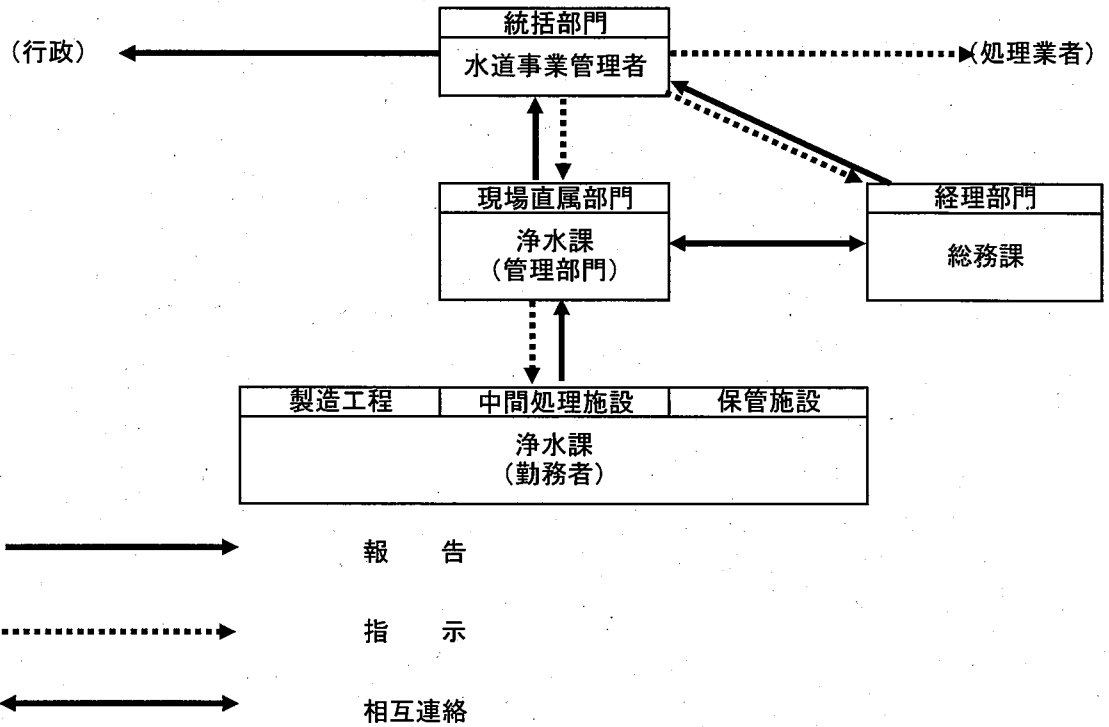 統括部門
(行政)
水道事業管理者
(処理業者)
現場直属部門
経理部門
浄水課
(管理部門)
総務課
製造工程
中間処理施設
保管施設
浄水課
(勤務者)
報　告
指　示
相互連絡